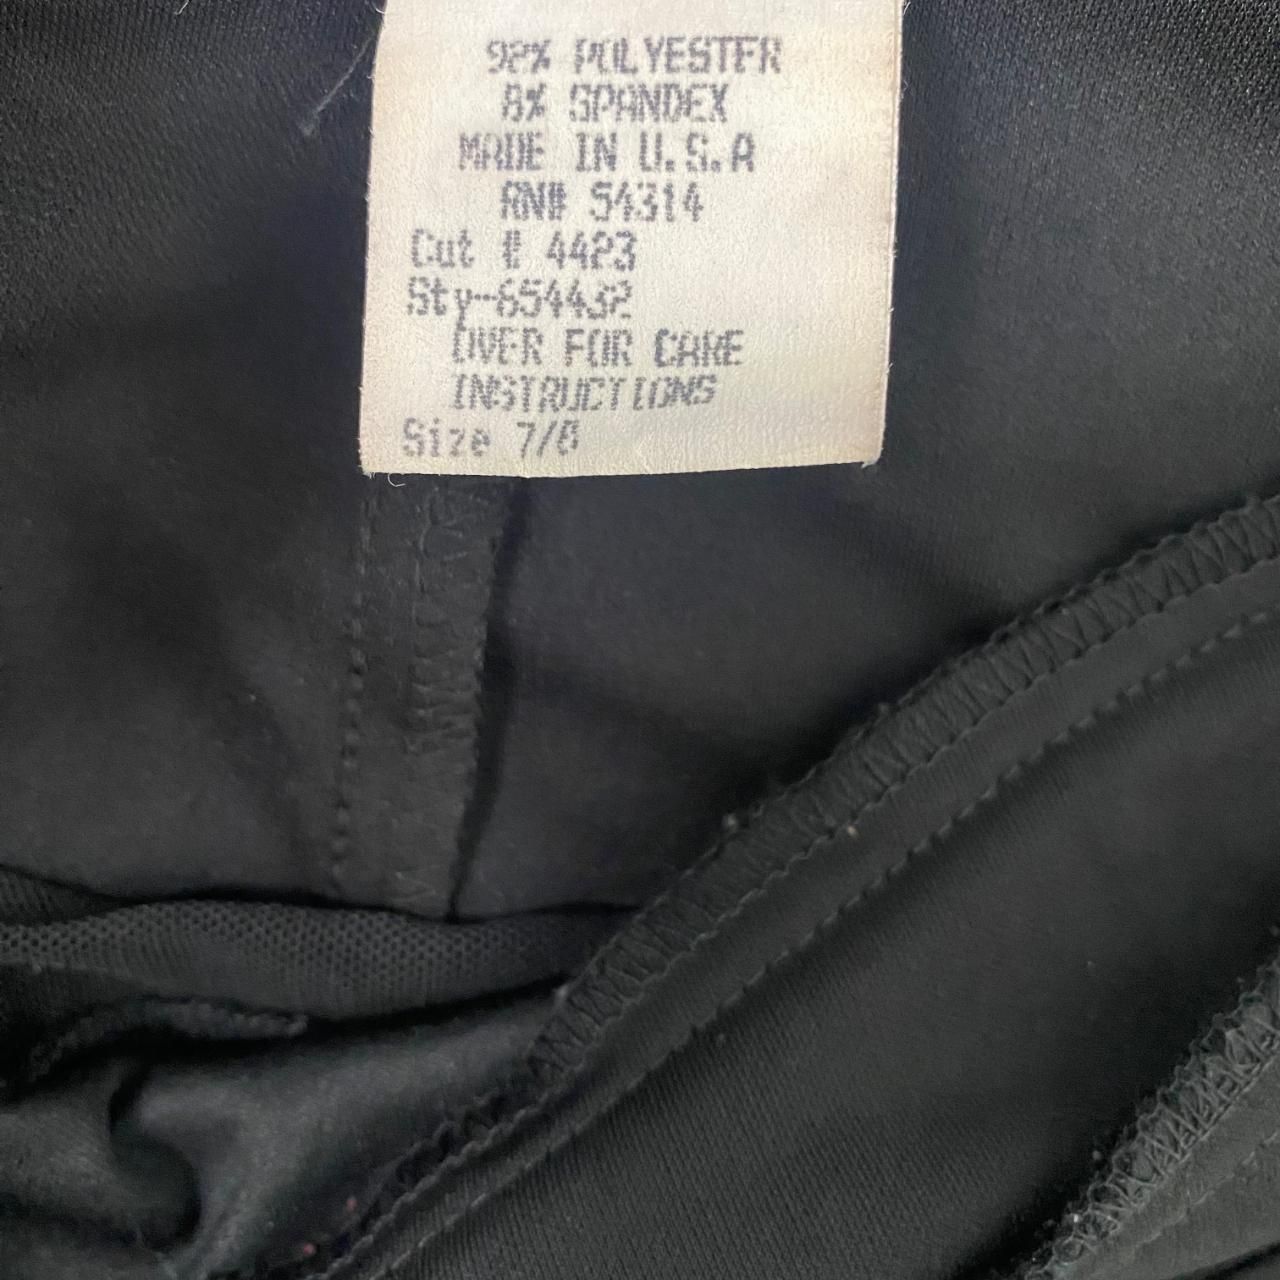 92% POLYESTER
8% SPANDEX
MADE IN U.S.A
RN# 54314
Cut # 4423
Sty-654432
OVER FOR CARE
INSTRUCTIONS
Size 7/8